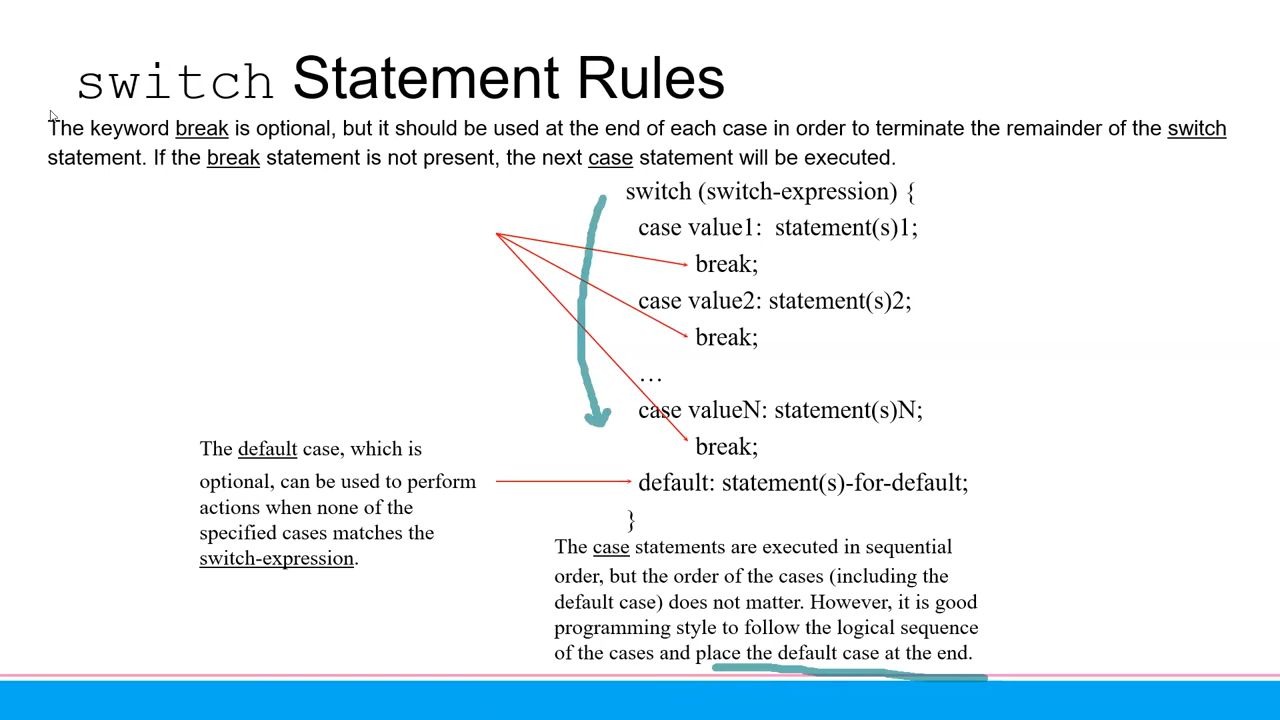 switch Statement Rules
The keyword break is optional, but it should be used at the end of each case in order to terminate the remainder of the switch
statement. If the break statement is not present, the next case statement will be executed.
switch (switch-expression) {
case value1: statement(s)1;
break;
case value2: statement(s)2;
break;
…
case valueN: statement(s)N;
break;
default: statement(s)-for-default;
}
The default case, which is
optional, can be used to perform
actions when none of the
specified cases matches the
switch-expression.
The case statements are executed in sequential
order, but the order of the cases (including the
default case) does not matter. However, it is good
programming style to follow the logical sequence
of the cases and place the default case at the end.